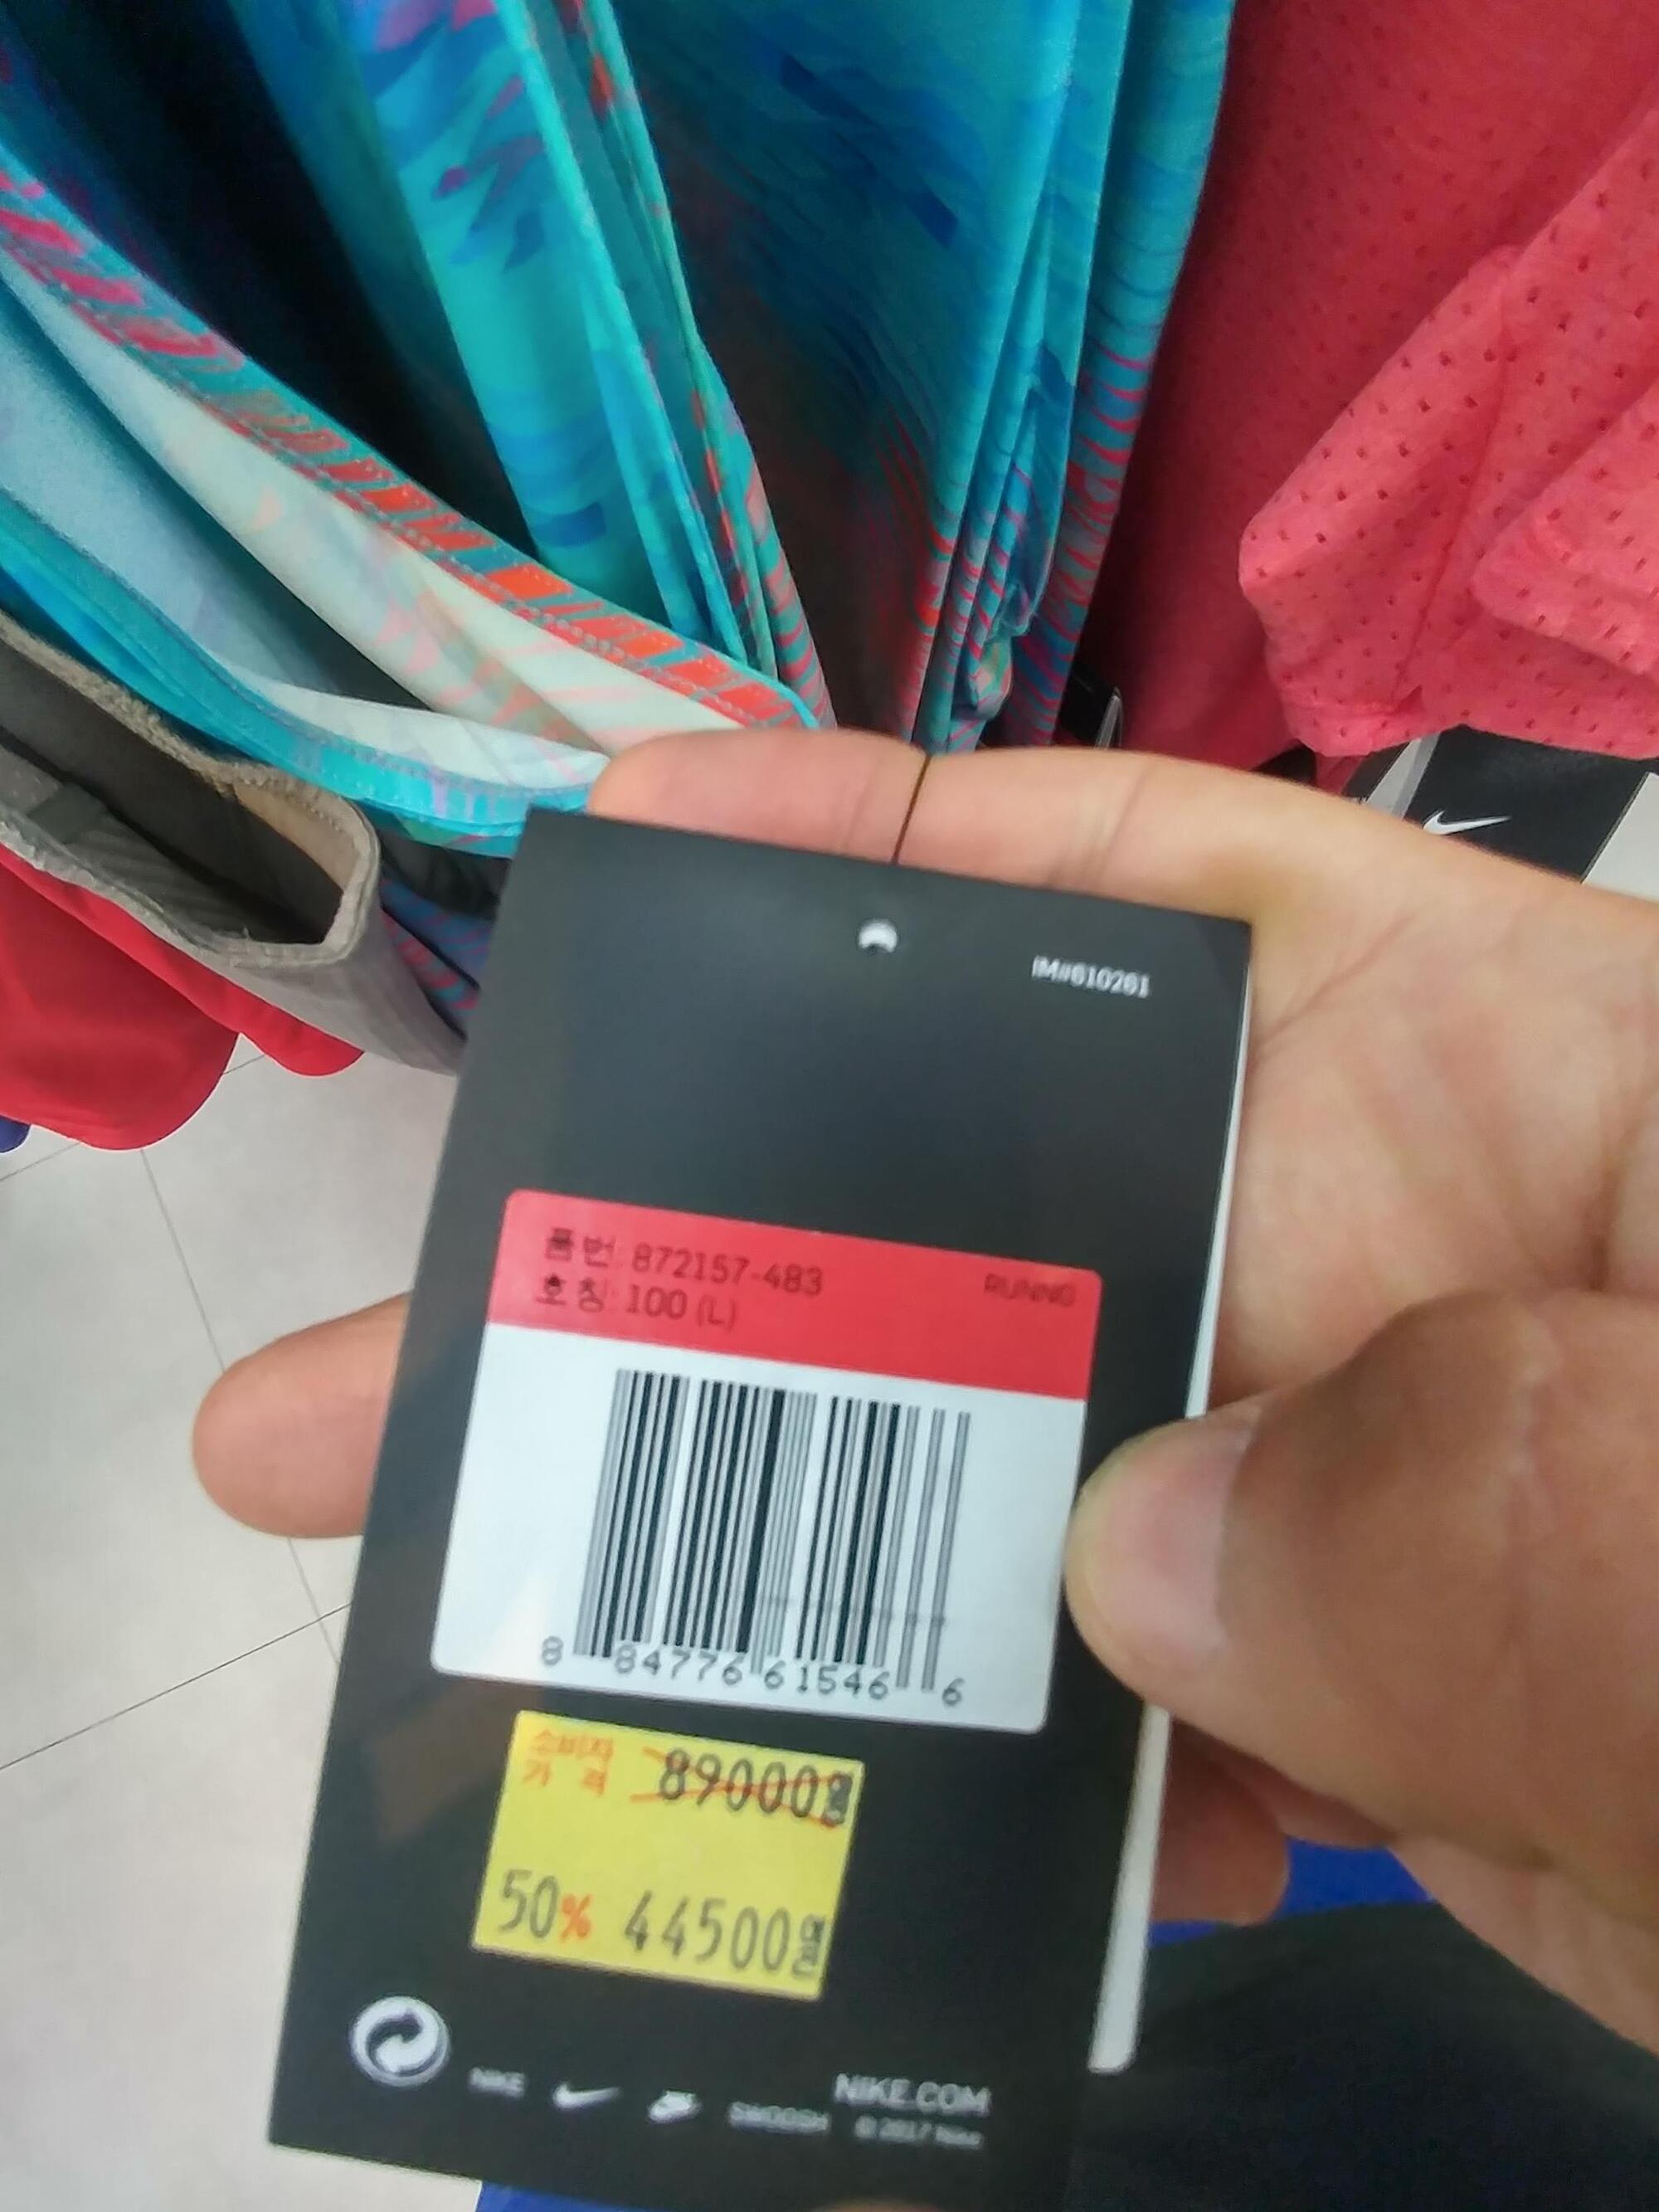 IM#610261
품번: 872157-483
RUNNING
호칭: 100 (L)
8 84776 61546 6
소비자
가 격
89000원
50% 44500원
NIKE
SWOOSH
NIKE.COM
© 2017 Nike